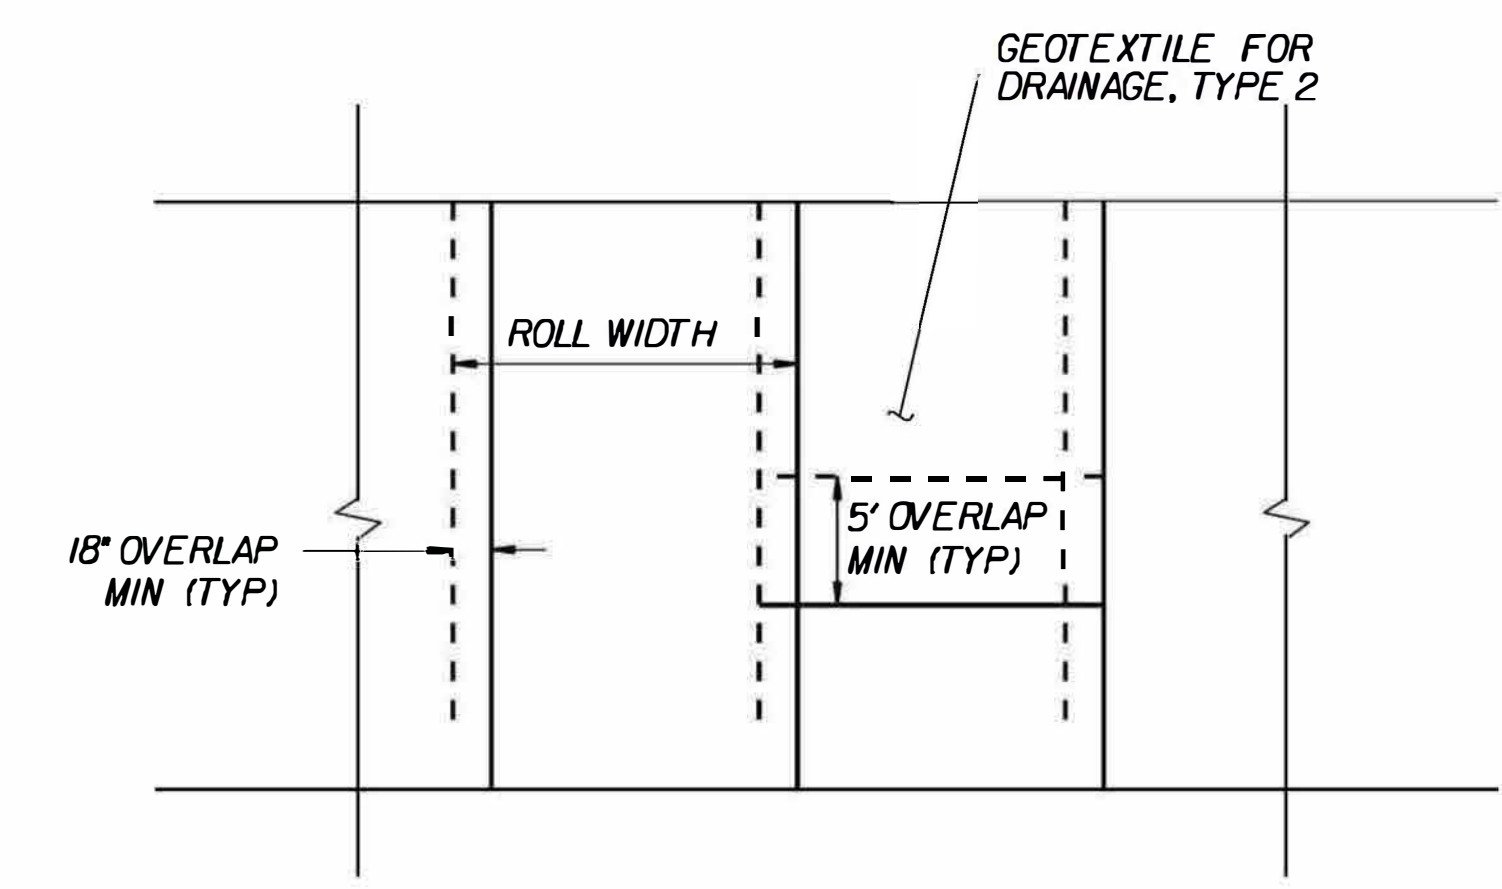 GEOTEXTILE FOR
DRAINAGE, TYPE 2
ROLL WIDTH
5' OVERLAP
MIN (TYP)
18" OVERLAP
MIN (TYP)